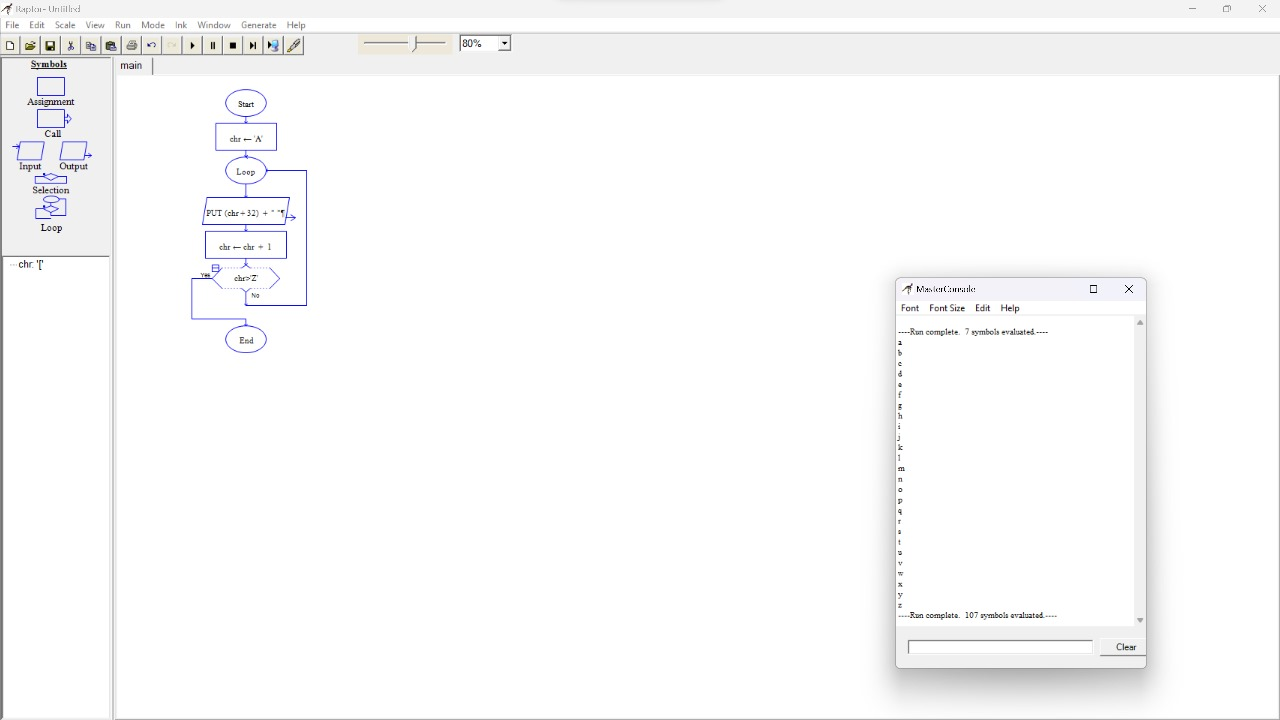 Raptor - Untitled
File Edit Scale View Run Mode Ink Window Generate Help
80%
Symbols
Assignment
Call
Input Output
Selection
Loop
chr: '['
main
Start
chr ← 'A'
Loop
PUT (chr+32) + " "¶
chr ← chr + 1
Yes
chr>'Z'
No
End
MasterConsole
Font Font Size Edit Help
----Run complete. 7 symbols evaluated.----
a
b
c
d
e
f
g
h
i
j
k
l
m
n
o
p
q
r
s
t
u
v
w
x
y
z
----Run complete. 107 symbols evaluated.----
Clear